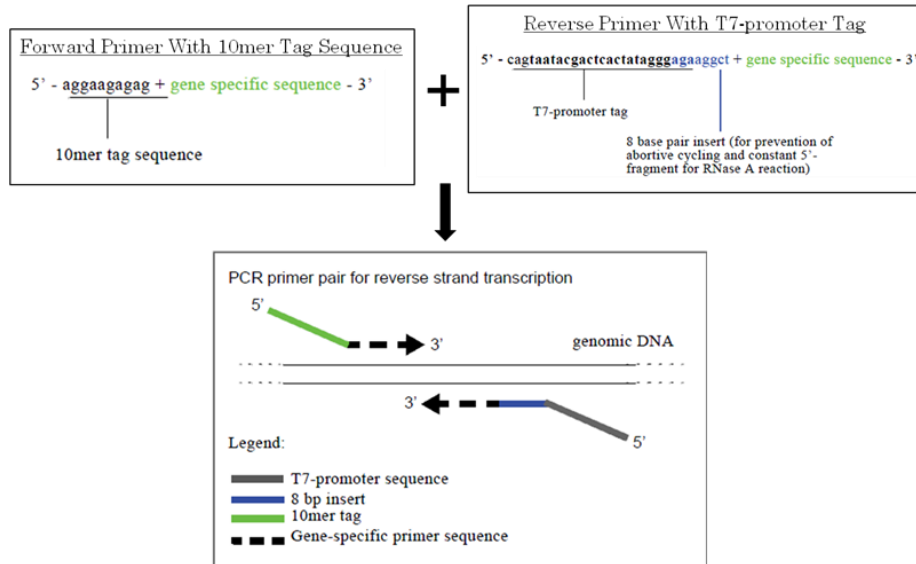 Forward Primer With 10mer Tag Sequence
5' - aggaagagag + gene specific sequence - 3'
10mer tag sequence
+
Reverse Primer With T7-promoter Tag
5' - cagtaatacgactcactatagggagaaggct + gene specific sequence - 3'
T7-promoter tag
8 base pair insert (for prevention of
abortive cycling and constant 5'-
fragment for RNase A reaction)
PCR primer pair for reverse strand transcription
5'
3'
genomic DNA
3'
5'
Legend:
T7-promoter sequence
8 bp insert
10mer tag
Gene-specific primer sequence